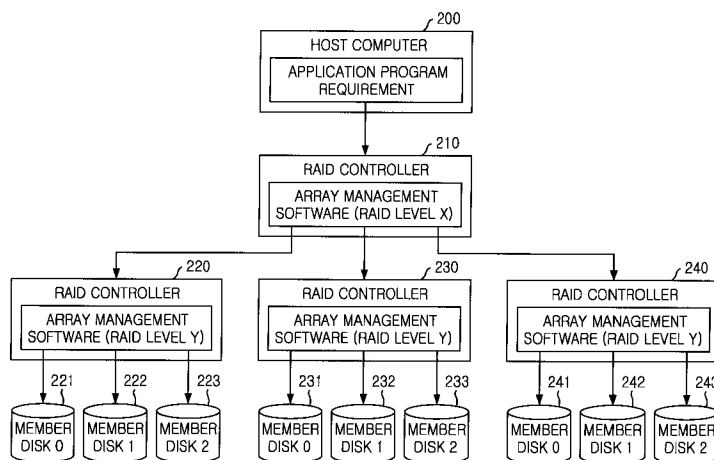 200
HOST COMPUTER
APPLICATION PROGRAM
REQUIREMENT
210
RAID CONTROLLER
ARRAY MANAGEMENT
SOFTWARE (RAID LEVEL X)
220
RAID CONTROLLER
ARRAY MANAGEMENT
SOFTWARE (RAID LEVEL Y)
230
RAID CONTROLLER
ARRAY MANAGEMENT
SOFTWARE (RAID LEVEL Y)
240
RAID CONTROLLER
ARRAY MANAGEMENT
SOFTWARE (RAID LEVEL Y)
221
MEMBER
DISK 0
222
MEMBER
DISK 1
223
MEMBER
DISK 2
231
MEMBER
DISK 0
232
MEMBER
DISK 1
233
MEMBER
DISK 2
241
MEMBER
DISK 0
242
MEMBER
DISK 1
243
MEMBER
DISK 2